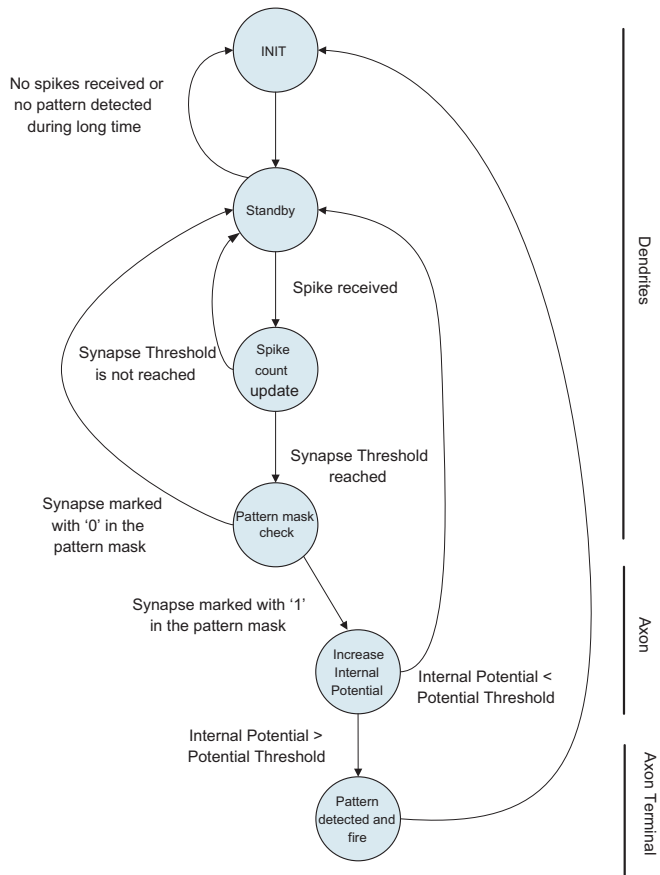 INIT
No spikes received or
no pattern detected
during long time
Standby
Spike received
Synapse Threshold
is not reached
Spike
count
update
Synapse Threshold
reached
Synapse marked
with ‘0’ in the
pattern mask
Pattern mask
check
Synapse marked with ‘1’
in the pattern mask
Increase
Internal
Potential
Internal Potential <
Potential Threshold
Internal Potential >
Potential Threshold
Pattern
detected and
fire
Dendrites
Axon
Axon Terminal